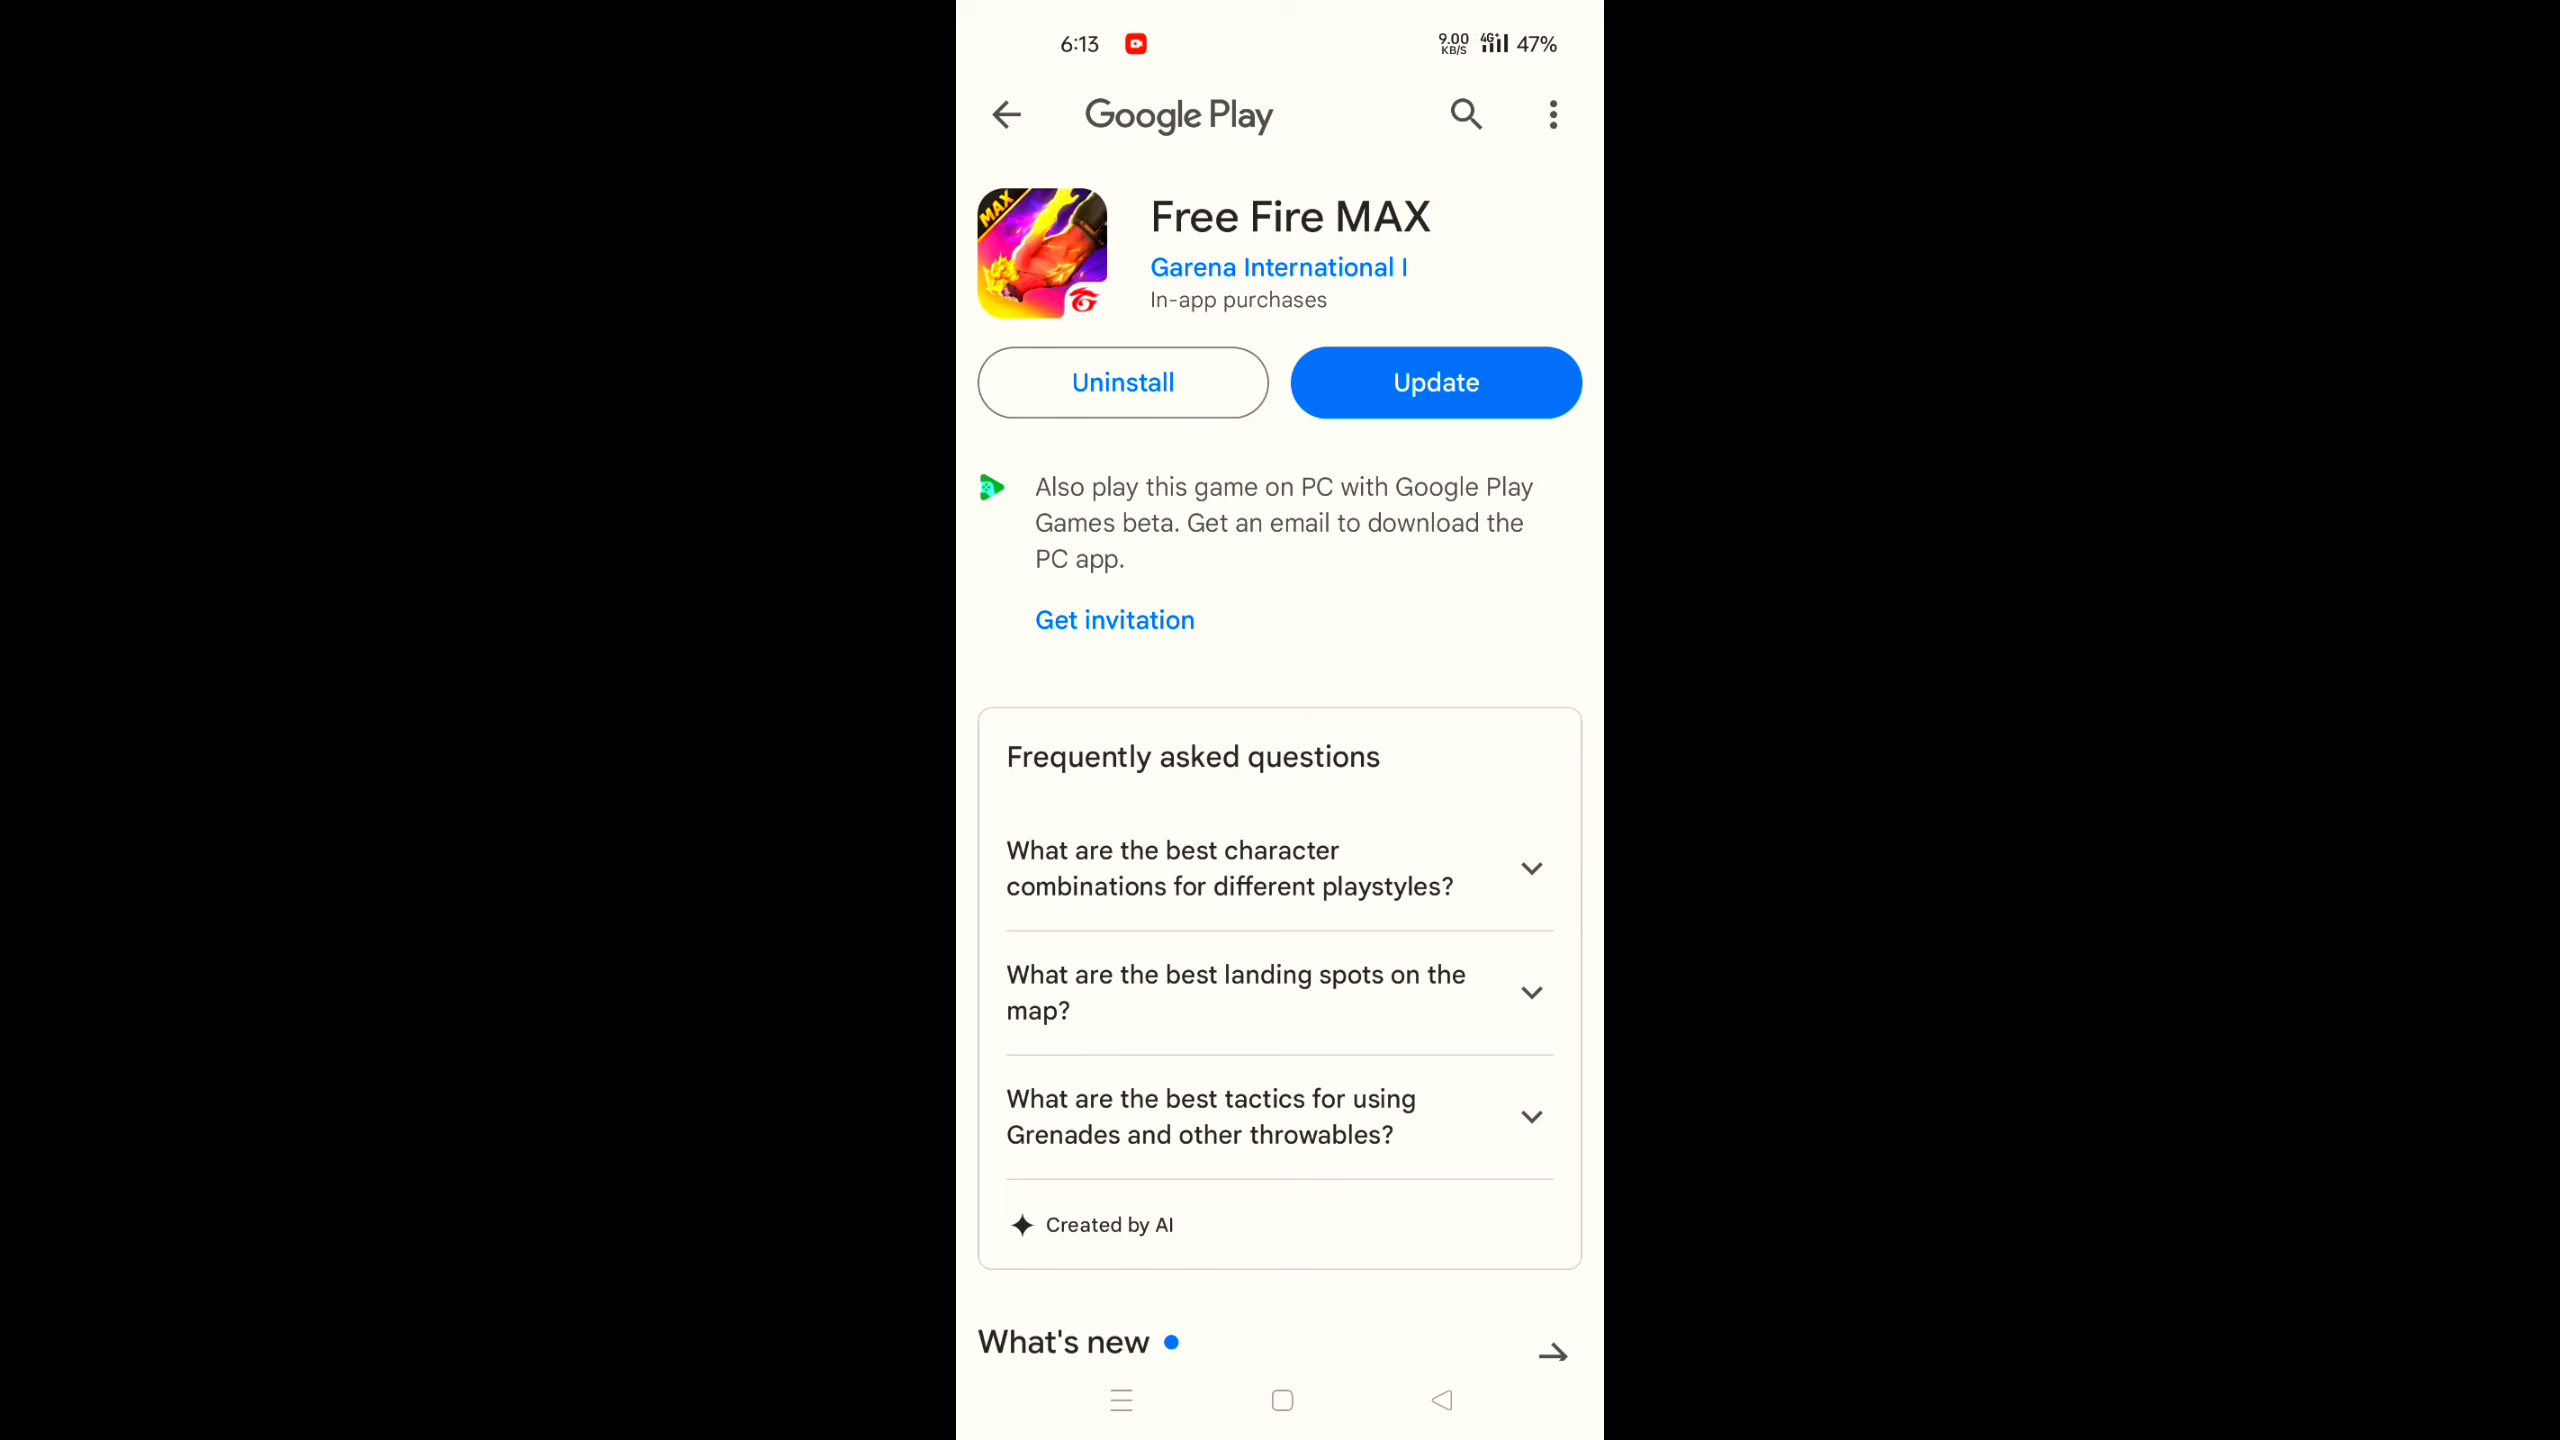 6:13
9.00 KB/S 4G+ 47%
Google Play
MAX
Free Fire MAX
Garena International I
In-app purchases
Uninstall
Update
Also play this game on PC with Google Play
Games beta. Get an email to download the
PC app.
Get invitation
Frequently asked questions
What are the best character
combinations for different playstyles?
What are the best landing spots on the
map?
What are the best tactics for using
Grenades and other throwables?
Created by AI
What's new